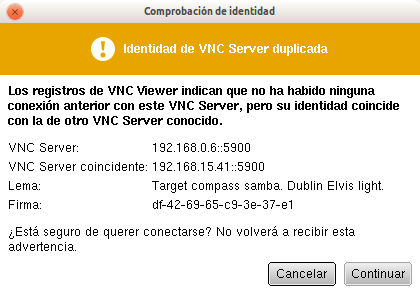 Comprobación de identidad
Identidad de VNC Server duplicada
Los registros de VNC Viewer indican que no ha habido ninguna
conexión anterior con este VNC Server, pero su identidad coincide
con la de otro VNC Server conocido.
VNC Server: 192.168.0.6::5900
VNC Server coincidente: 192.168.15.41::5900
Lema: Target compass samba. Dublin Elvis light.
Firma: df-42-69-65-c9-3e-37-e1
¿Está seguro de querer conectarse? No volverá a recibir esta
advertencia.
Cancelar Continuar